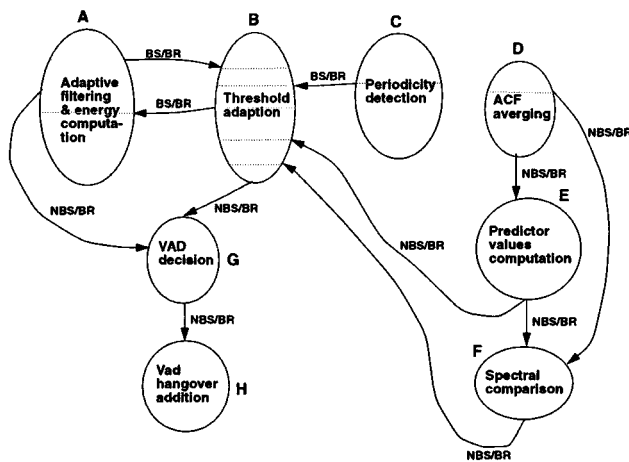 A
B
C
D
BS/BR
Adaptive
filtering
& energy
computa-
tion
BS/BR
Threshold
adaption
BS/BR
Periodicity
detection
ACF
averging
NBS/BR
NBS/BR
E
NBS/BR
NBS/BR
VAD
decision
G
NBS/BR
Predictor
values
computation
NBS/BR
NBS/BR
F
Vad
hangover
addition
H
Spectral
comparison
NBS/BR